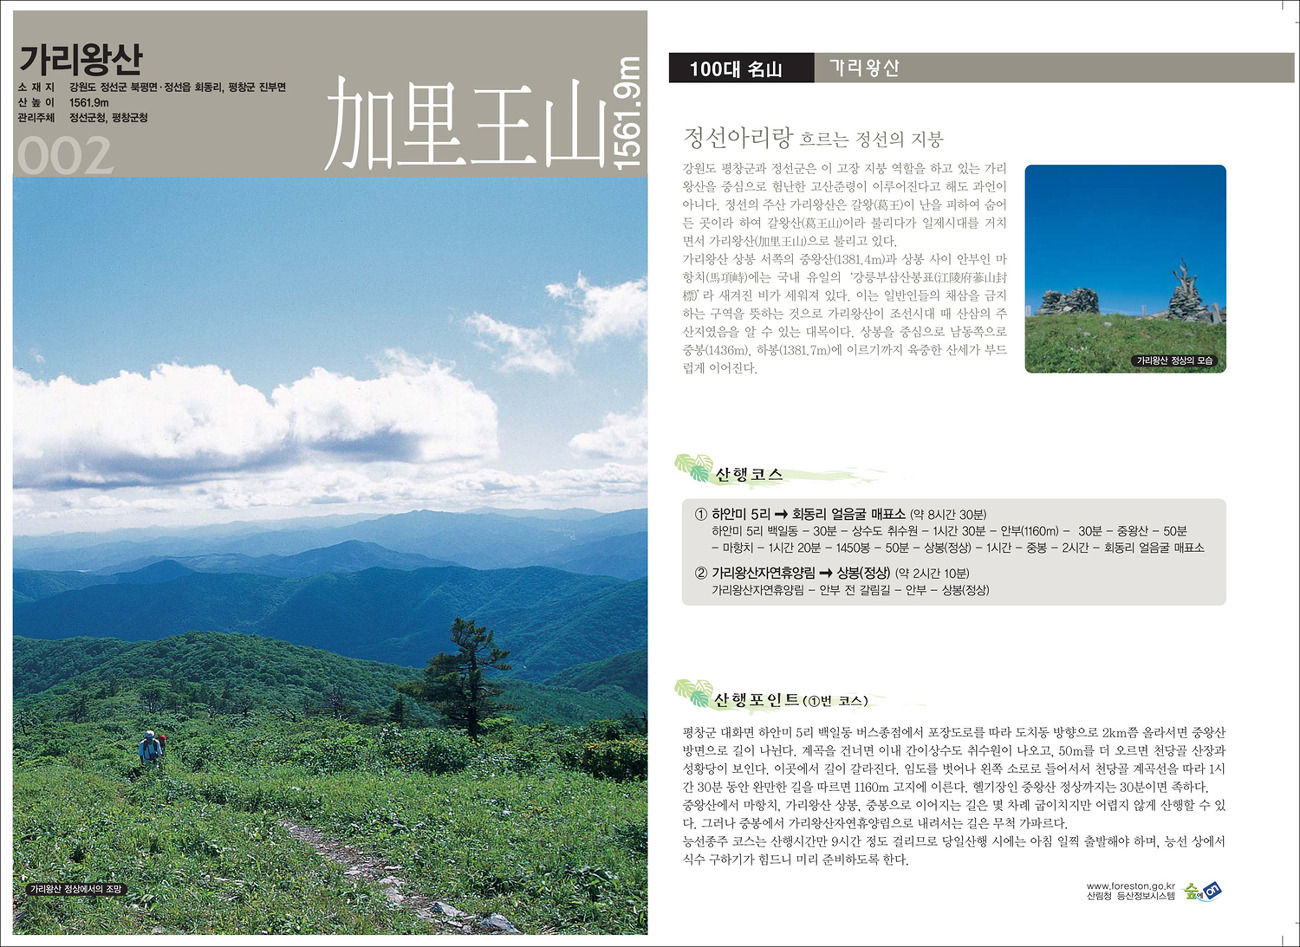 가리왕산
소 재 지 강원도 정선군 북평면·정선읍 회동리, 평창군 진부면
산 높 이 1561.9m
관리주체 정선군청, 평창군청
002
加里王山
1561.9m
가리왕산 정상에서의 조망
100대 名山 가리왕산
정선아리랑 흐르는 정선의 지붕
강원도 평창군과 정선군은 이 고장 지붕 역할을 하고 있는 가리
왕산을 중심으로 험난한 고산준령이 이루어진다고 해도 과언이
아니다. 정선의 주산 가리왕산은 갈왕(葛王)이 난을 피하여 숨어
든 곳이라 하여 갈왕산(葛王山)이라 불리다가 일제시대를 거치
면서 가리왕산(加里王山)으로 불리고 있다.
가리왕산 상봉 서쪽의 중왕산(1381.4m)과 상봉 사이 안부인 마
항치(馬項峙)에는 국내 유일의 '강릉부삼산봉표(江陵府蔘山封
標)'라 새겨진 비가 세워져 있다. 이는 일반인들의 채삼을 금지
하는 구역을 뜻하는 것으로 가리왕산이 조선시대 때 산삼의 주
산지였음을 알 수 있는 대목이다. 상봉을 중심으로 남동쪽으로
중봉(1436m), 하봉(1381.7m)에 이르기까지 육중한 산세가 부드
럽게 이어진다.
가리왕산 정상의 모습
산행코스
① 하안미 5리 ➞ 회동리 얼음굴 매표소 (약 8시간 30분)
하안미 5리 백일동 – 30분 – 상수도 취수원 – 1시간 30분 – 안부(1160m) – 30분 – 중왕산 – 50분
– 마항치 – 1시간 20분 – 1450봉 – 50분 – 상봉(정상) – 1시간 – 중봉 – 2시간 – 회동리 얼음굴 매표소
② 가리왕산자연휴양림 ➞ 상봉(정상) (약 2시간 10분)
가리왕산자연휴양림 – 안부 전 갈림길 – 안부 – 상봉(정상)
산행포인트(①번 코스)
평창군 대화면 하안미 5리 백일동 버스종점에서 포장도로를 따라 도치동 방향으로 2km쯤 올라서면 중왕산
방면으로 길이 나뉜다. 계곡을 건너면 이내 간이상수도 취수원이 나오고, 50m를 더 오르면 천당골 산장과
성황당이 보인다. 이곳에서 길이 갈라진다. 임도를 벗어나 왼쪽 소로로 들어서서 천당골 계곡선을 따라 1시
간 30분 동안 완만한 길을 따르면 1160m 고지에 이른다. 헬기장인 중왕산 정상까지는 30분이면 족하다.
중왕산에서 마항치, 가리왕산 상봉, 중봉으로 이어지는 길은 몇 차례 굽이치지만 어렵지 않게 산행할 수 있
다. 그러나 중봉에서 가리왕산자연휴양림으로 내려서는 길은 무척 가파르다.
능선종주 코스는 산행시간만 9시간 정도 걸리므로 당일산행 시에는 아침 일찍 출발해야 하며, 능선 상에서
식수 구하기가 힘드니 미리 준비하도록 한다.
www.foreston.go.kr
산림청 등산정보시스템
숲에on